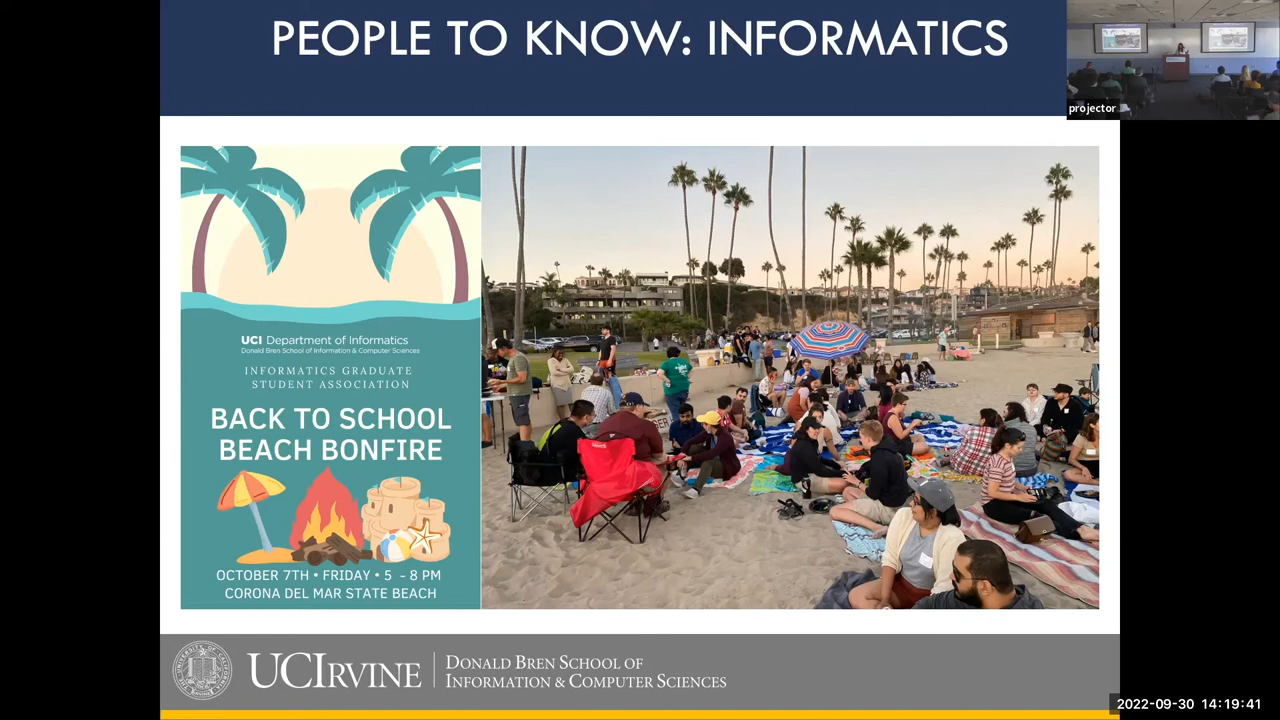 PEOPLE TO KNOW: INFORMATICS
projector
UCI Department of Informatics
Donald Bren School of Information & Computer Sciences
INFORMATICS GRADUATE
STUDENT ASSOCIATION
BACK TO SCHOOL
BEACH BONFIRE
OCTOBER 7TH • FRIDAY • 5 - 8 PM
CORONA DEL MAR STATE BEACH
UCIRVINE
DONALD BREN SCHOOL OF
INFORMATION & COMPUTER SCIENCES
2022-09-30 14:19:41